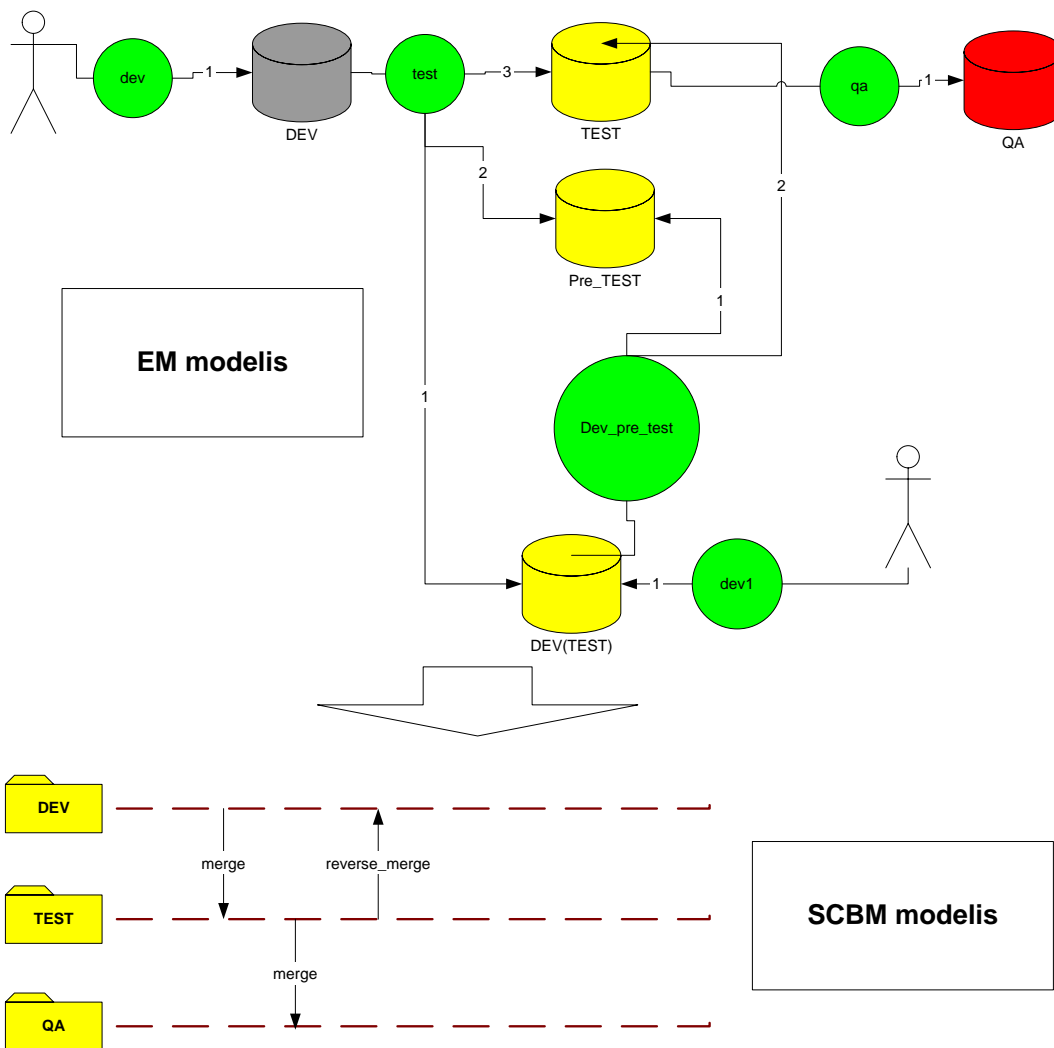 dev
1
DEV
test
3
TEST
qa
1
QA
2
2
Pre_TEST
1
EM modelis
1
Dev_pre_test
1
dev1
DEV(TEST)
DEV
merge
reverse_merge
TEST
SCBM modelis
merge
QA